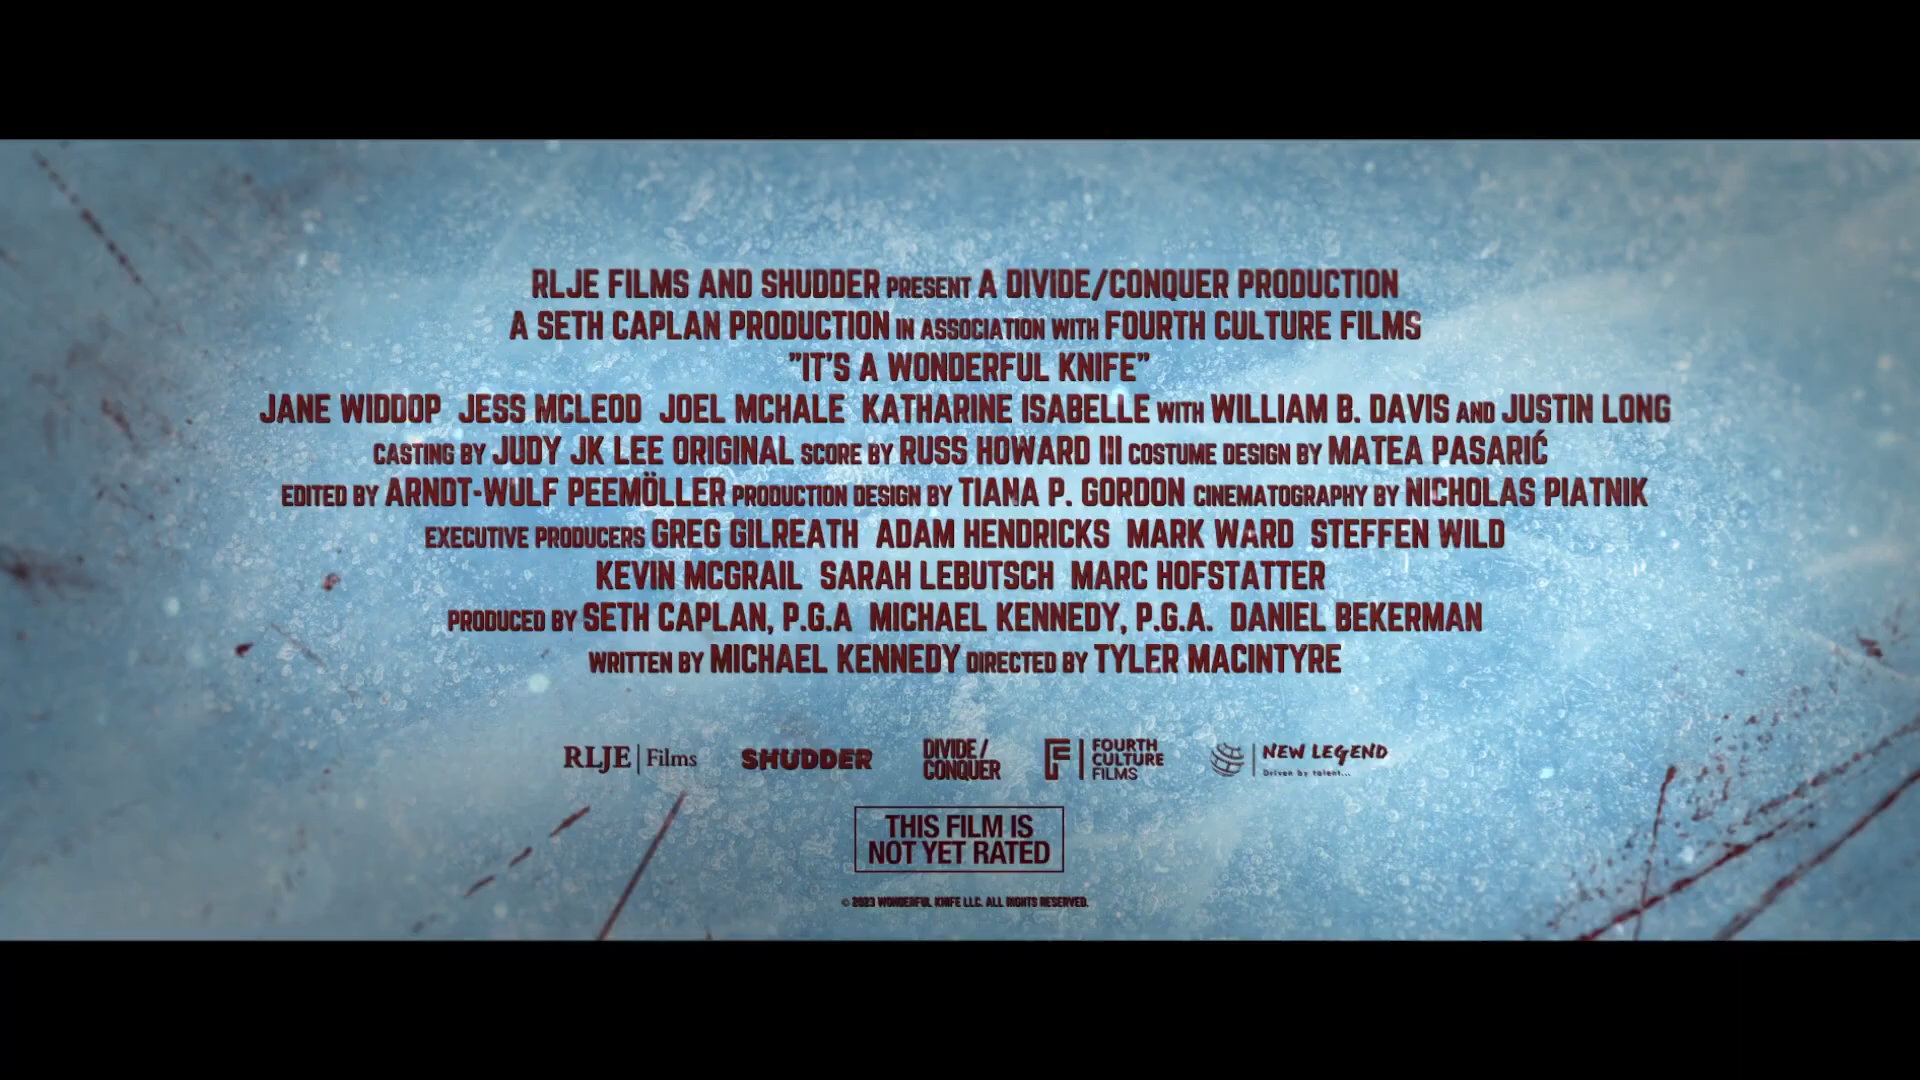 RLJE FILMS AND SHUDDER PRESENT A DIVIDE/CONQUER PRODUCTION
A SETH CAPLAN PRODUCTION IN ASSOCIATION WITH FOURTH CULTURE FILMS
"IT'S A WONDERFUL KNIFE"
JANE WIDDOP JESS MCLEOD JOEL MCHALE KATHARINE ISABELLE WITH WILLIAM B. DAVIS AND JUSTIN LONG
CASTING BY JUDY JK LEE ORIGINAL SCORE BY RUSS HOWARD III COSTUME DESIGN BY MATEA PASARIĆ
EDITED BY ARNDT-WULF PEEMÖLLER PRODUCTION DESIGN BY TIANA P. GORDON CINEMATOGRAPHY BY NICHOLAS PIATNIK
EXECUTIVE PRODUCERS GREG GILREATH ADAM HENDRICKS MARK WARD STEFFEN WILD
KEVIN MCGRAIL SARAH LEBUTSCH MARC HOFSTATTER
PRODUCED BY SETH CAPLAN, P.G.A MICHAEL KENNEDY, P.G.A. DANIEL BEKERMAN
WRITTEN BY MICHAEL KENNEDY DIRECTED BY TYLER MACINTYRE
RLJE | Films
SHUDDER
DIVIDE/
CONQUER
FOURTH
CULTURE
FILMS
NEW LEGEND
Driven by talent...
THIS FILM IS
NOT YET RATED
© 2023 WONDERFUL KNIFE LLC. ALL RIGHTS RESERVED.